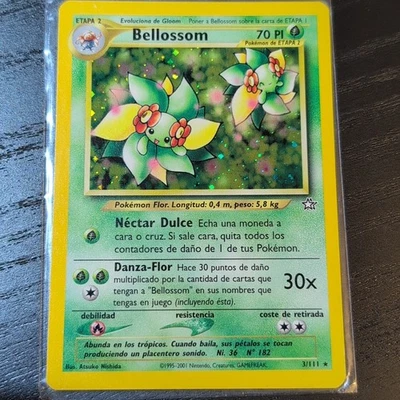 ETAPA 2 Evoluciona de Gloom Poner a Bellossom sobre la carta de ETAPA 1
Bellossom 70 PI
Pokémon de ETAPA 2
Pokémon Flor. Longitud: 0,4 m, peso: 5,8 kg
Néctar Dulce Echa una moneda a
cara o cruz. Si sale cara, quita todos los
contadores de daño de 1 de tus Pokémon.
Danza-Flor Hace 30 puntos de daño
multiplicado por la cantidad de cartas
que tengan a "Bellossom" en sus nombres
que tengas en juego (incluyendo ésta).
30x
debilidad resistencia coste de retirada
Abunda en los trópicos. Cuando baila, sus pétalos se tocan
produciendo un placentero sonido. Ni. 36 N° 182
Ilus. Atsuko Nishida ©1995-2001 Nintendo, Creatures, GAMEFREAK. 3/111 ★